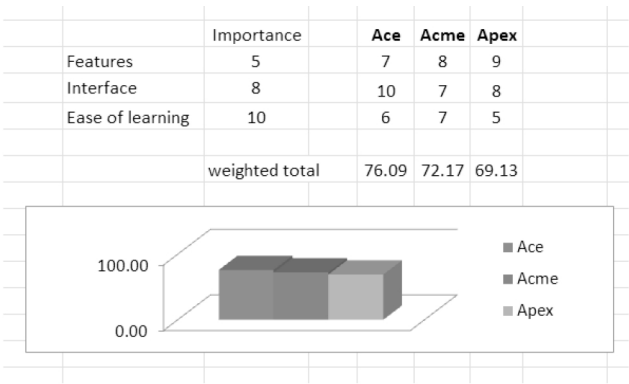 Importance Ace Acme Apex
Features 5 7 8 9
Interface 8 10 7 8
Ease of learning 10 6 7 5
weighted total 76.09 72.17 69.13
100.00
0.00
Ace
Acme
Apex